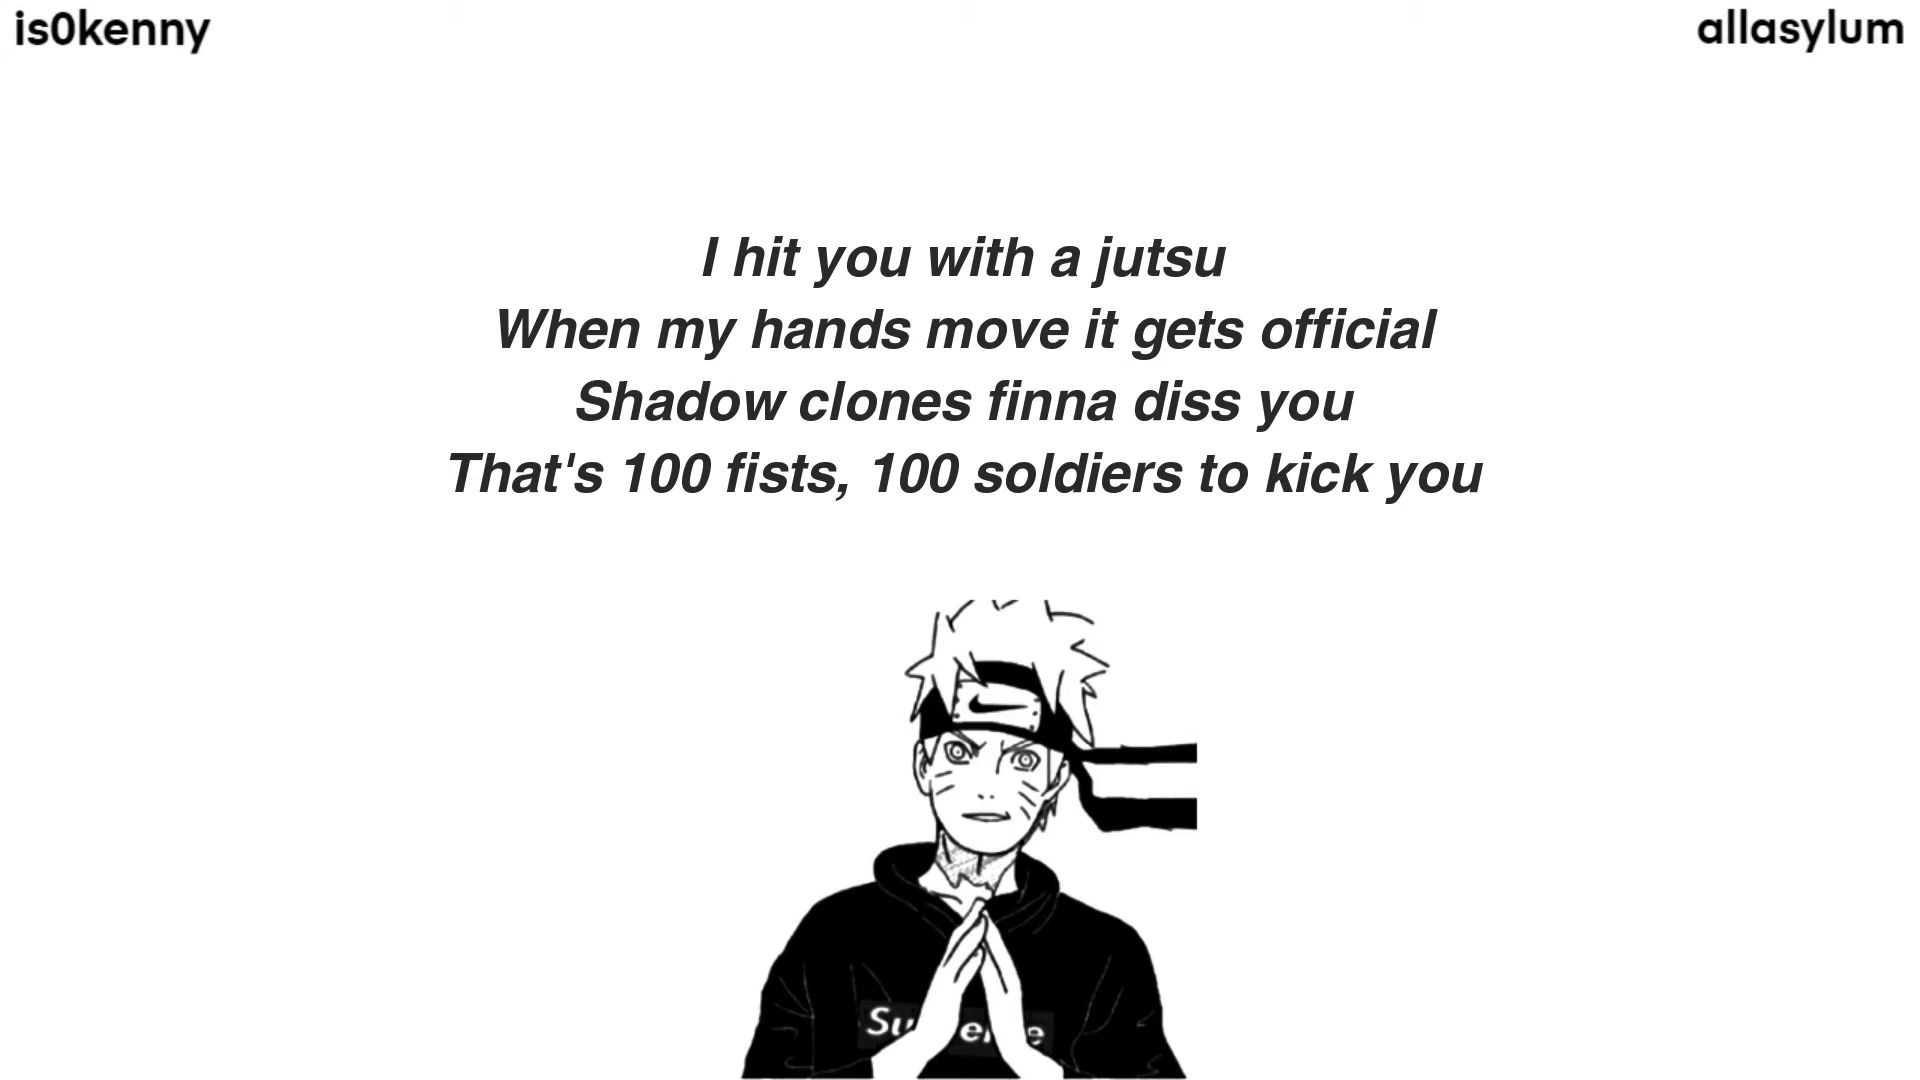 is0kenny
allasylum
I hit you with a jutsu
When my hands move it gets official
Shadow clones finna diss you
That's 100 fists, 100 soldiers to kick you